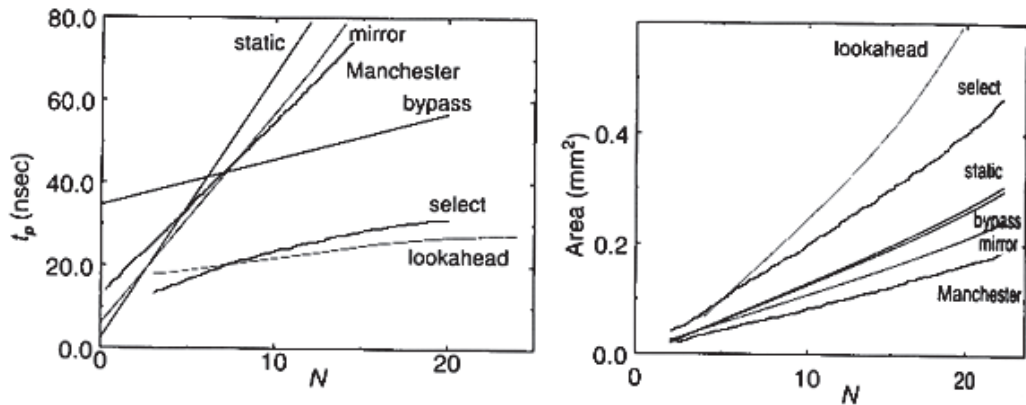 80.0
60.0
40.0
20.0
0.0
t_p (nsec)
static
mirror
Manchester
bypass
select
lookahead
0
10
20
N
0.4
0.2
0.0
Area (mm²)
lookahead
select
static
bypass
mirror
Manchester
0
10
20
N